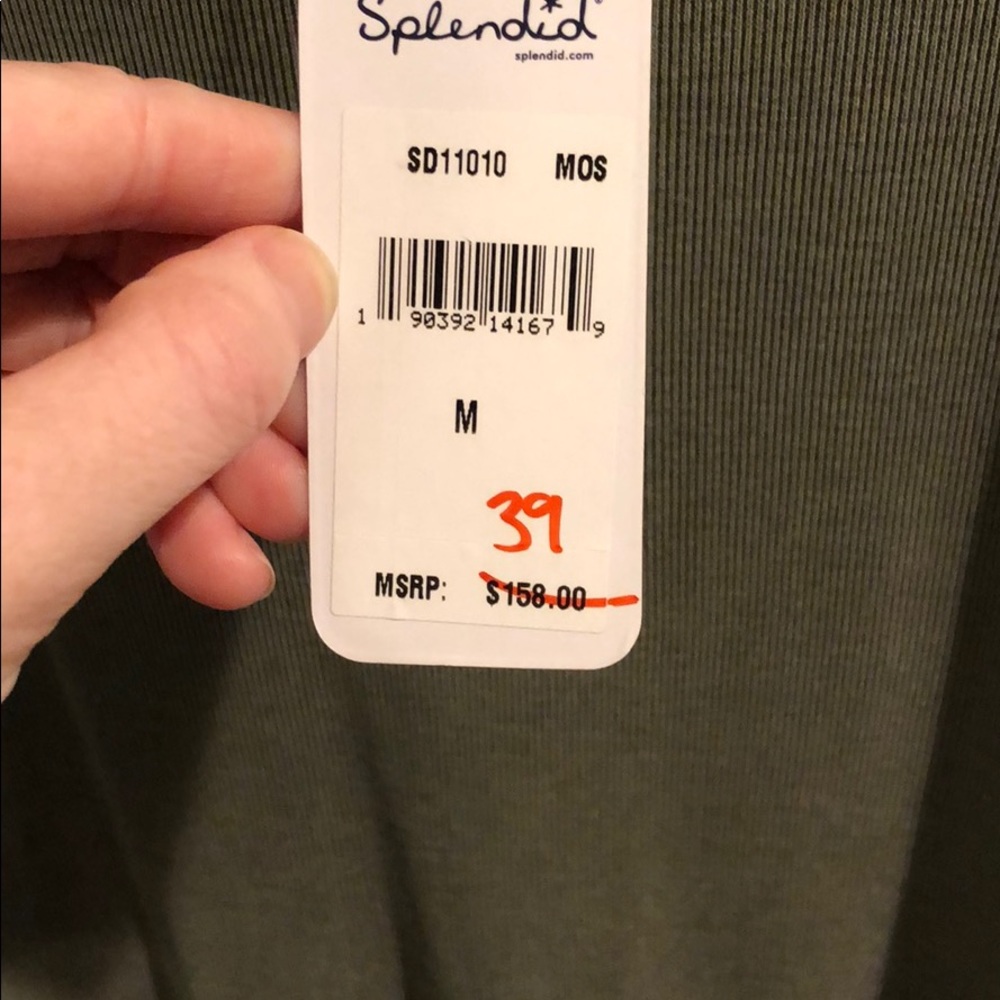 Splendid
splendid.com
SD11010 MOS
1 90392 14167 9
M
39
MSRP: $158.00